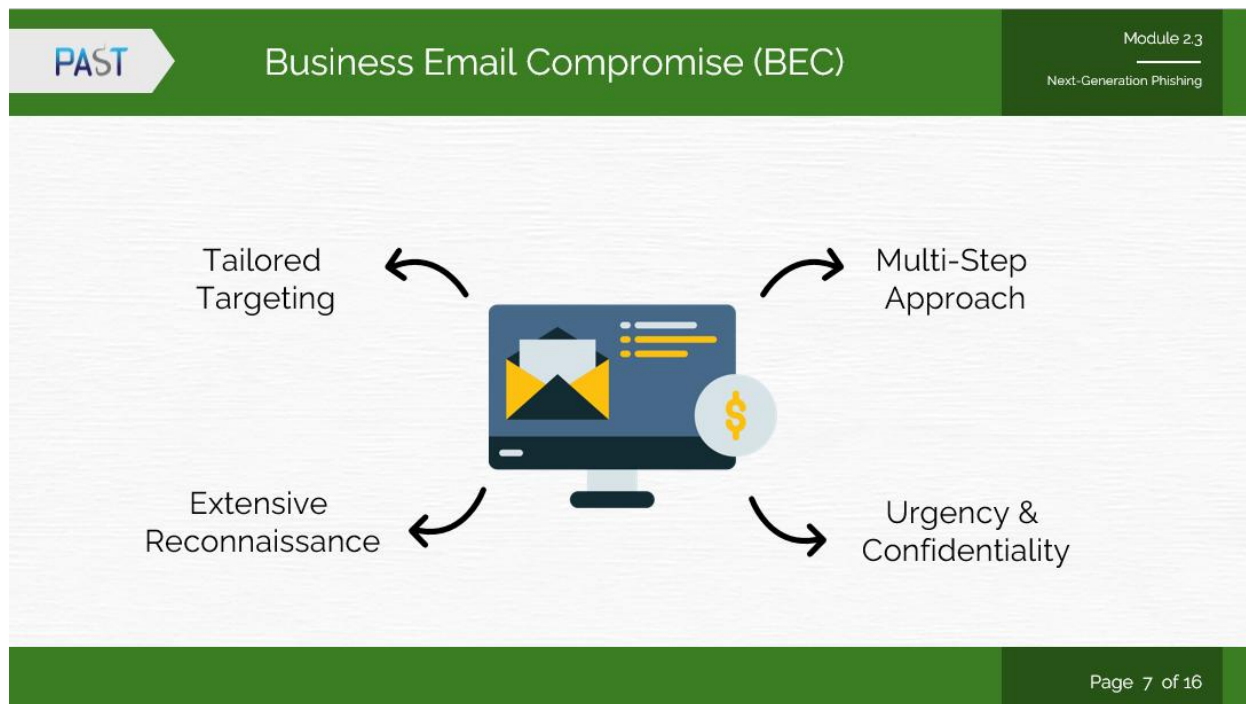 PAST
Business Email Compromise (BEC)
Module 2.3
Next-Generation Phishing
Tailored
Targeting
Multi-Step
Approach
$
Extensive
Reconnaissance
Urgency &
Confidentiality
Page 7 of 16